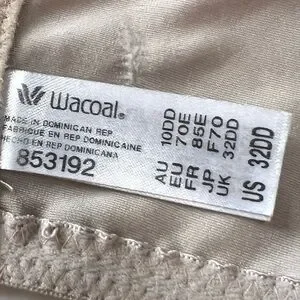 Wacoal®
MADE IN DOMINICAN REP
FABRIQUÉ EN REP DOMINICAINE
HECHO EN REP DOMINICANA
853192
AU 10DD
EU 70E
FR 85E
JP F70
UK 32DD
US 32DD